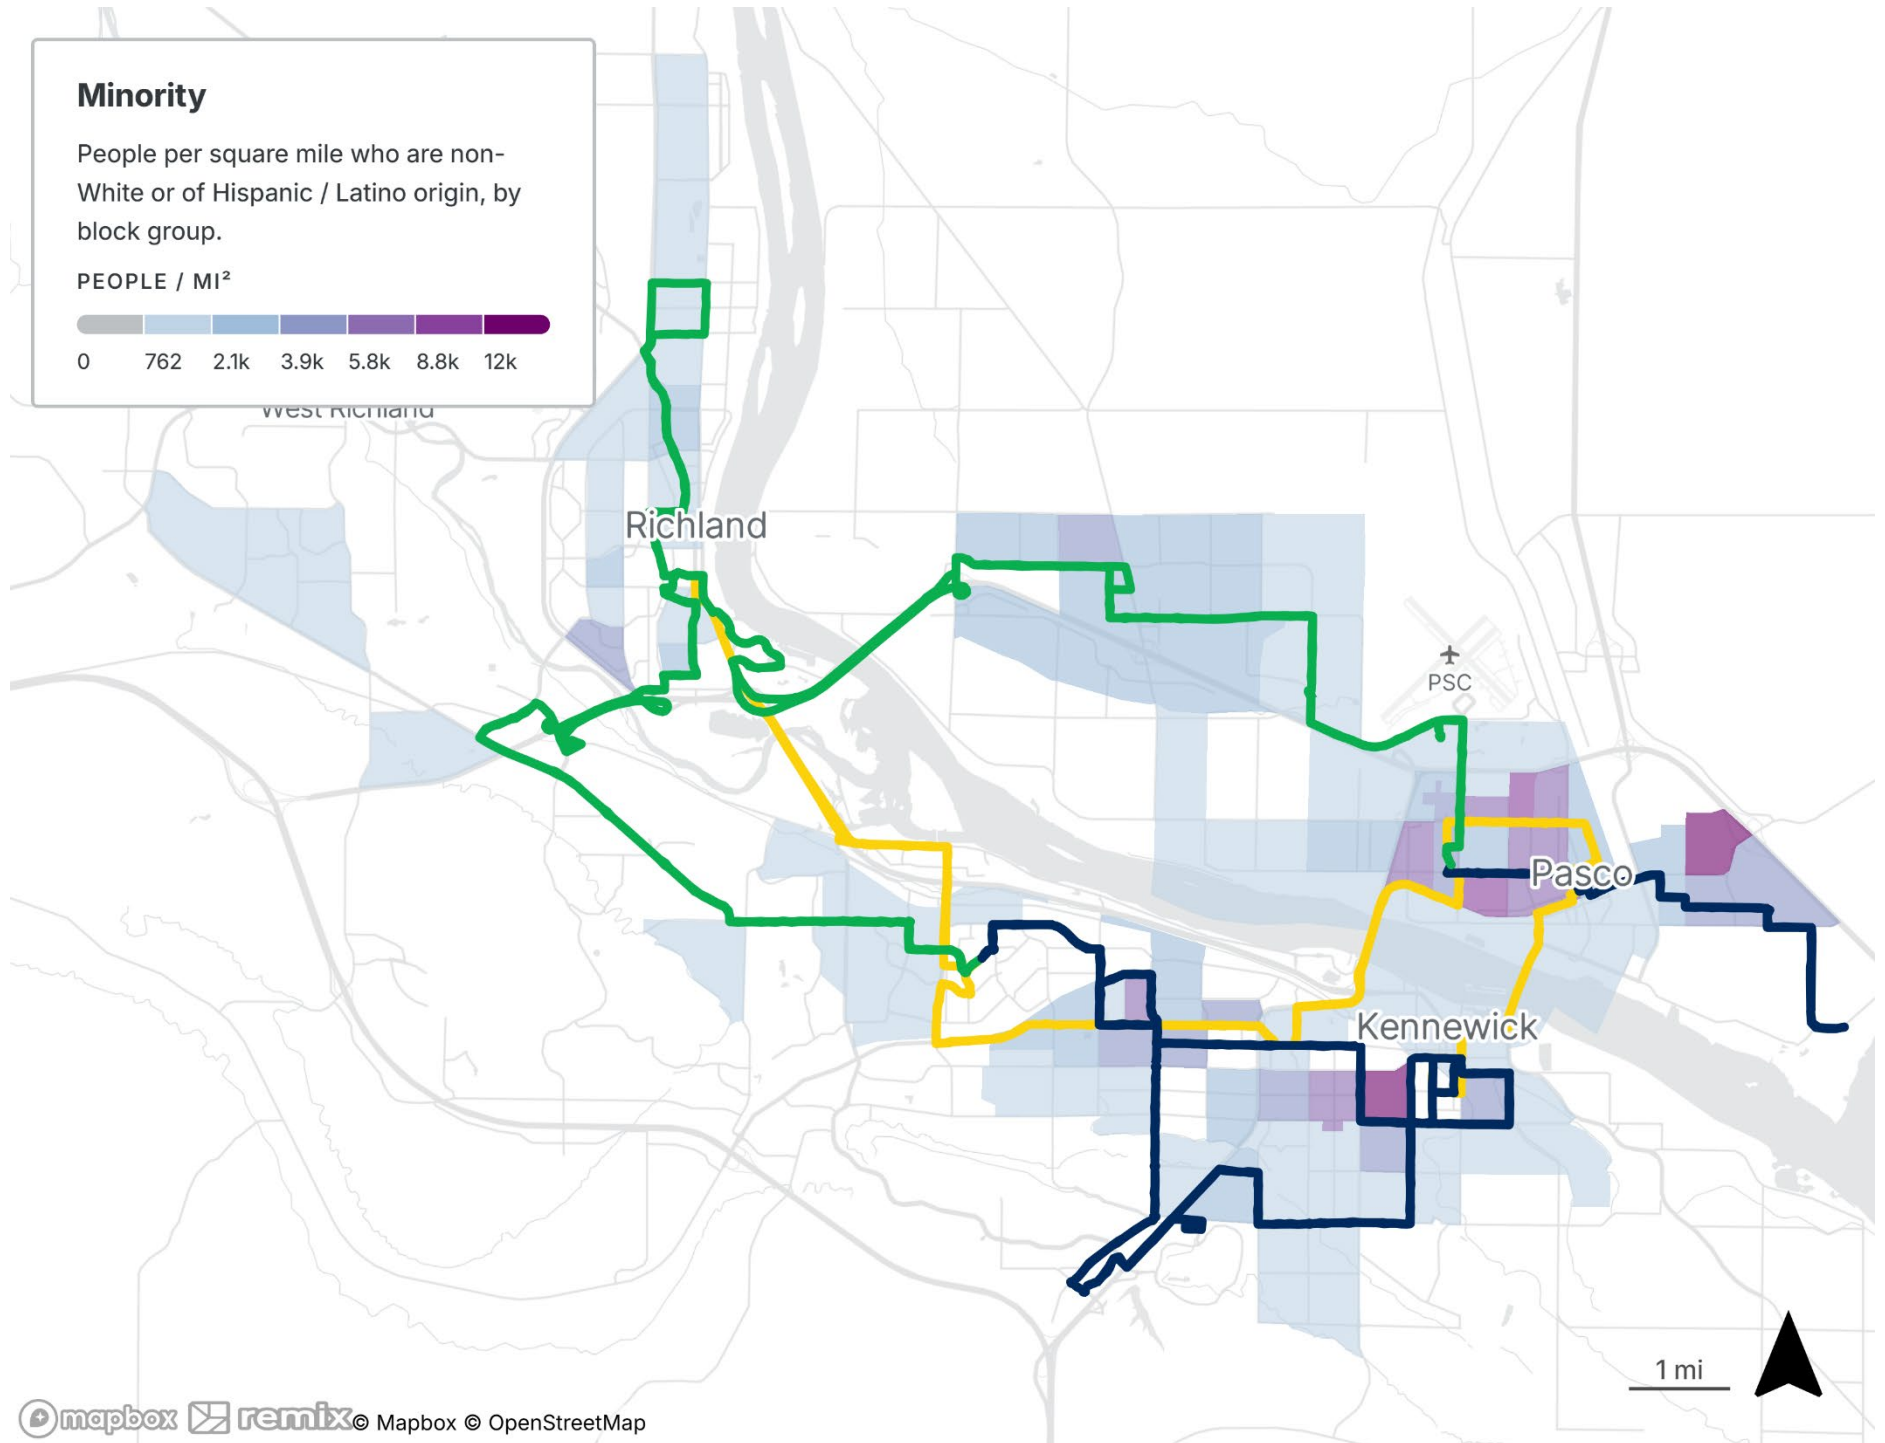 Minority
People per square mile who are non-
White or of Hispanic / Latino origin, by
block group.
PEOPLE / MI²
0 762 2.1k 3.9k 5.8k 8.8k 12k
West Richland
Richland
PSC
Pasco
Kennewick
1 mi
mapbox remix © Mapbox © OpenStreetMap